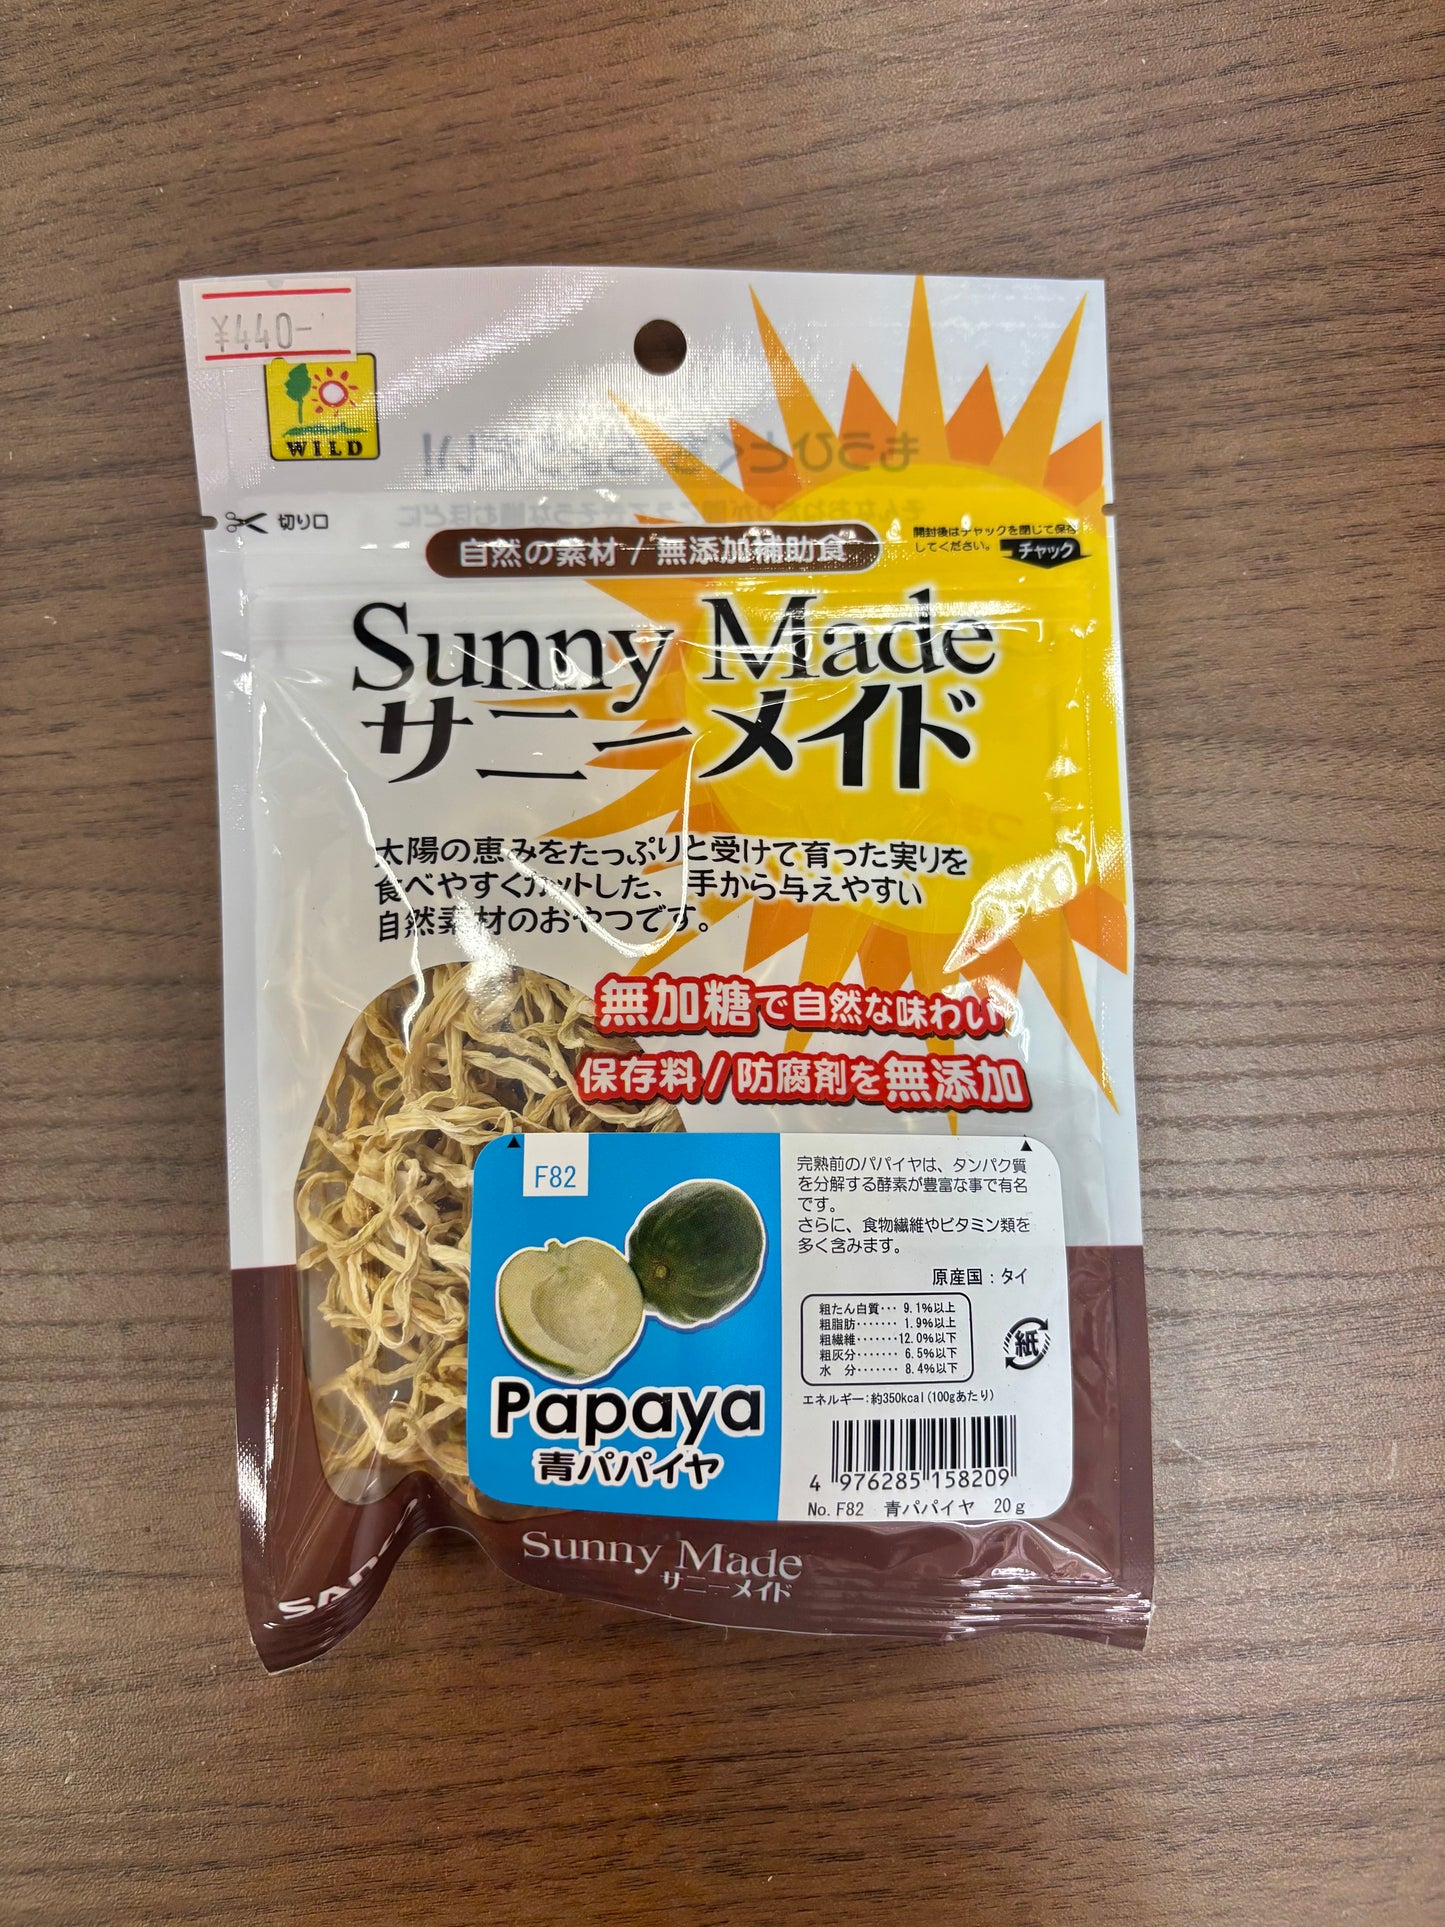 ¥440-
WILD
切り口
開封後はチャックを閉じて保存
してください。 チャック
自然の素材 / 無添加補助食
Sunny Made
サニーメイド
太陽の恵みをたっぷりと受けて育った実りを
食べやすくカットした、手から与えやすい
自然素材のおやつです。
無加糖で自然な味わい
保存料/防腐剤を無添加
F82
Papaya
青パパイヤ
完熟前のパパイヤは、タンパク質
を分解する酵素が豊富な事で有名
です。
さらに、食物繊維やビタミン類を
多く含みます。
原産国:タイ
粗たん白質··· 9.1%以上
粗脂肪······· 1.9%以上
粗繊維·······12.0%以下
粗灰分······· 6.5%以下
水 分······· 8.4%以下
紙
エネルギー:約350kcal(100gあたり)
4 976285 158209
No.F82 青パパイヤ 20g
Sunny Made
サニーメイド